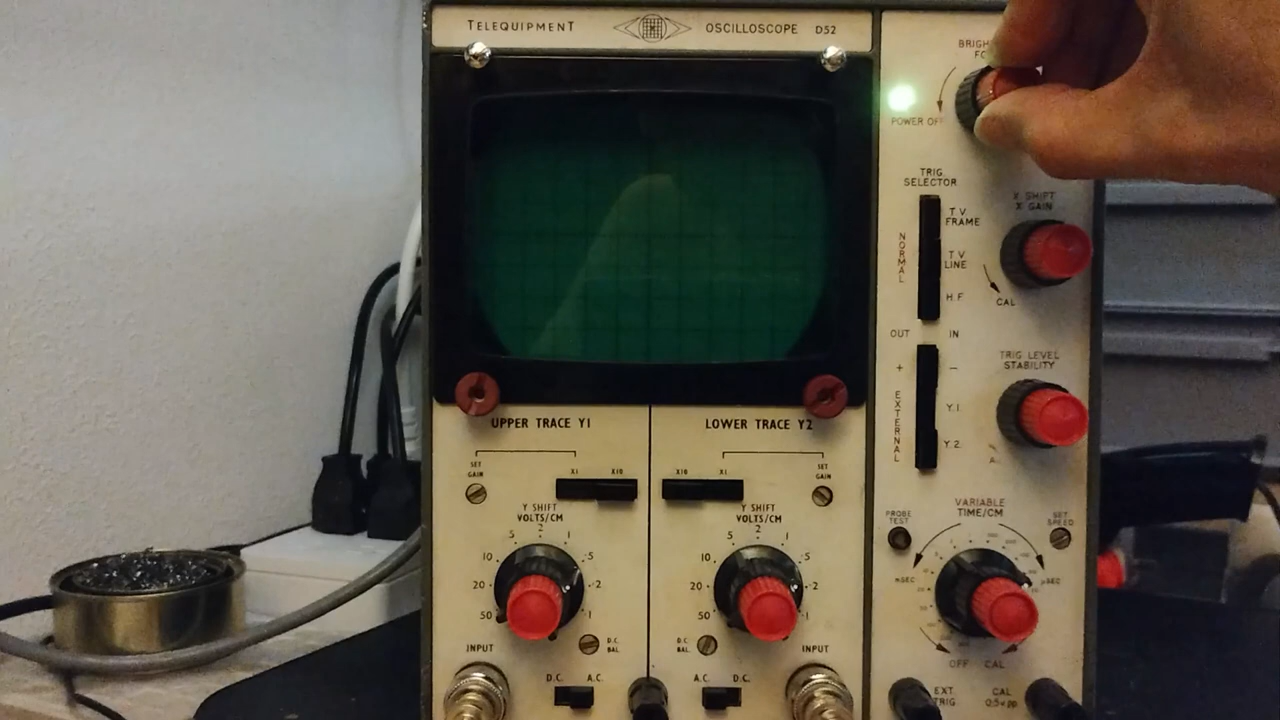 TELEQUIPMENT
OSCILLOSCOPE D52
POWER OFF
TRIG.
SELECTOR
NORMAL
T V
FRAME
T V
LINE
H.F
X SHIFT
X GAIN
CAL
OUT
IN
+
−
EXTERNAL
Y.1.
Y.2.
TRIG LEVEL
STABILITY
UPPER TRACE Y1
SET
GAIN
X1
X10
Y SHIFT
VOLTS/CM
50
20
10
5
2
1
·5
·2
·1
D.C.
BAL.
INPUT
D.C.
A.C.
LOWER TRACE Y2
X10
X1
SET
GAIN
Y SHIFT
VOLTS/CM
50
20
10
5
2
1
·5
·2
·1
D.C.
BAL.
INPUT
A.C.
D.C.
PROBE
TEST
VARIABLE
TIME/CM
SET
SPEED
mSEC
µSEC
OFF
CAL
EXT.
TRIG
CAL
0.5v.pp